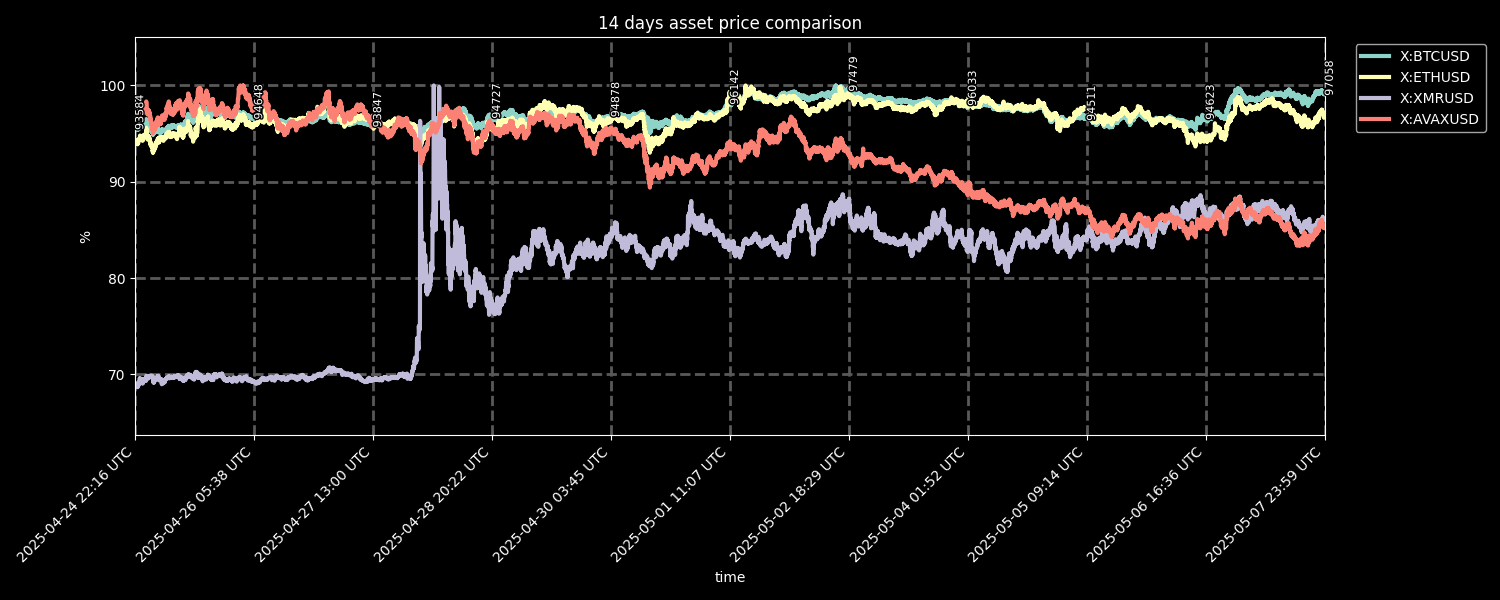 14 days asset price comparison
X:BTCUSD
X:ETHUSD
X:XMRUSD
X:AVAXUSD
100
90
80
70
%
93584
94648
93847
94727
94878
96142
97479
96033
94511
94623
97058
2025-04-24 22:16 UTC
2025-04-26 05:38 UTC
2025-04-27 13:00 UTC
2025-04-28 20:22 UTC
2025-04-30 03:45 UTC
2025-05-01 11:07 UTC
2025-05-02 18:29 UTC
2025-05-04 01:52 UTC
2025-05-05 09:14 UTC
2025-05-06 16:36 UTC
2025-05-07 23:59 UTC
time